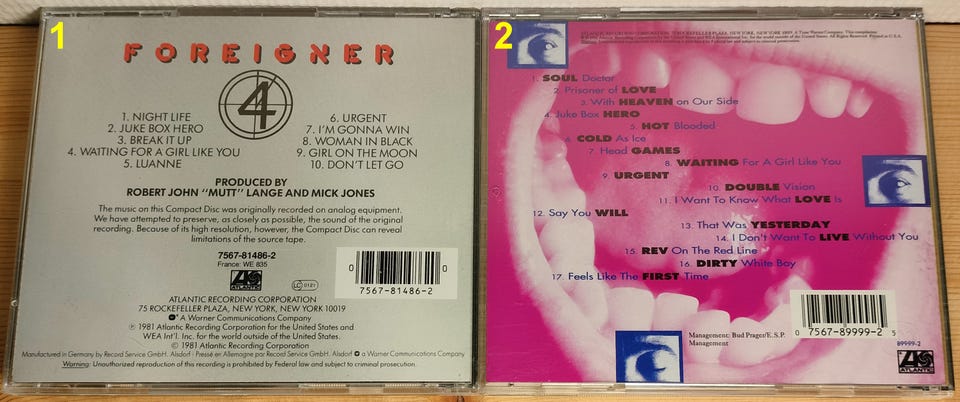 1
FOREIGNER
4
1. NIGHT LIFE
2. JUKE BOX HERO
3. BREAK IT UP
4. WAITING FOR A GIRL LIKE YOU
5. LUANNE
6. URGENT
7. I'M GONNA WIN
8. WOMAN IN BLACK
9. GIRL ON THE MOON
10. DON'T LET GO
PRODUCED BY
ROBERT JOHN "MUTT" LANGE AND MICK JONES
The music on this Compact Disc was originally recorded on analog equipment.
We have attempted to preserve, as closely as possible, the sound of the original
recording. Because of its high resolution, however, the Compact Disc can reveal
limitations of the source tape.
7567-81486-2
France: WE 835
ATLANTIC
LC 0121
0 0
7567-81486-2
ATLANTIC RECORDING CORPORATION
75 ROCKEFELLER PLAZA, NEW YORK, NEW YORK 10019
A Warner Communications Company
℗ 1981 Atlantic Recording Corporation for the United States and
WEA Int'l. Inc. for the world outside of the United States.
© 1981 Atlantic Recording Corporation
Manufactured in Germany by Record Service GmbH. Alsdorf - Pressé en Allemagne par Record Service GmbH. Alsdorf a Warner Communications Company
Warning: Unauthorized reproduction of this recording is prohibited by Federal law and subject to criminal prosecution.
2
1. SOUL Doctor
2. Prisoner of LOVE
3. With HEAVEN on Our Side
4. Juke Box HERO
5. HOT Blooded
6. COLD As Ice
7. Head GAMES
8. WAITING For A Girl Like You
9. URGENT
10. DOUBLE Vision
11. I Want To Know What LOVE Is
12. Say You WILL
13. That Was YESTERDAY
14. I Don't Want To LIVE Without You
15. REV On The Red Line
16. DIRTY White Boy
17. Feels Like The FIRST Time
Management: Bud Prager/E.S.P.
Management
0 7567-89999-2 5
89999-2
ATLANTIC